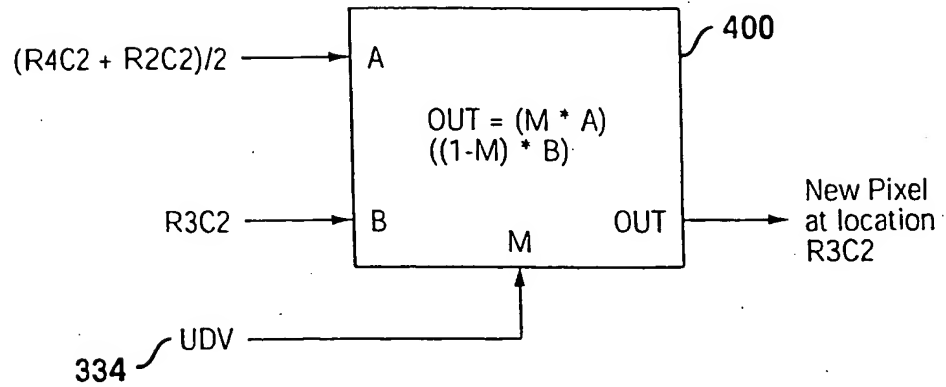 400
(R4C2 + R2C2)/2
A
OUT = (M * A)
((1-M) * B)
R3C2
B
M
OUT
New Pixel
at location
R3C2
UDV
334